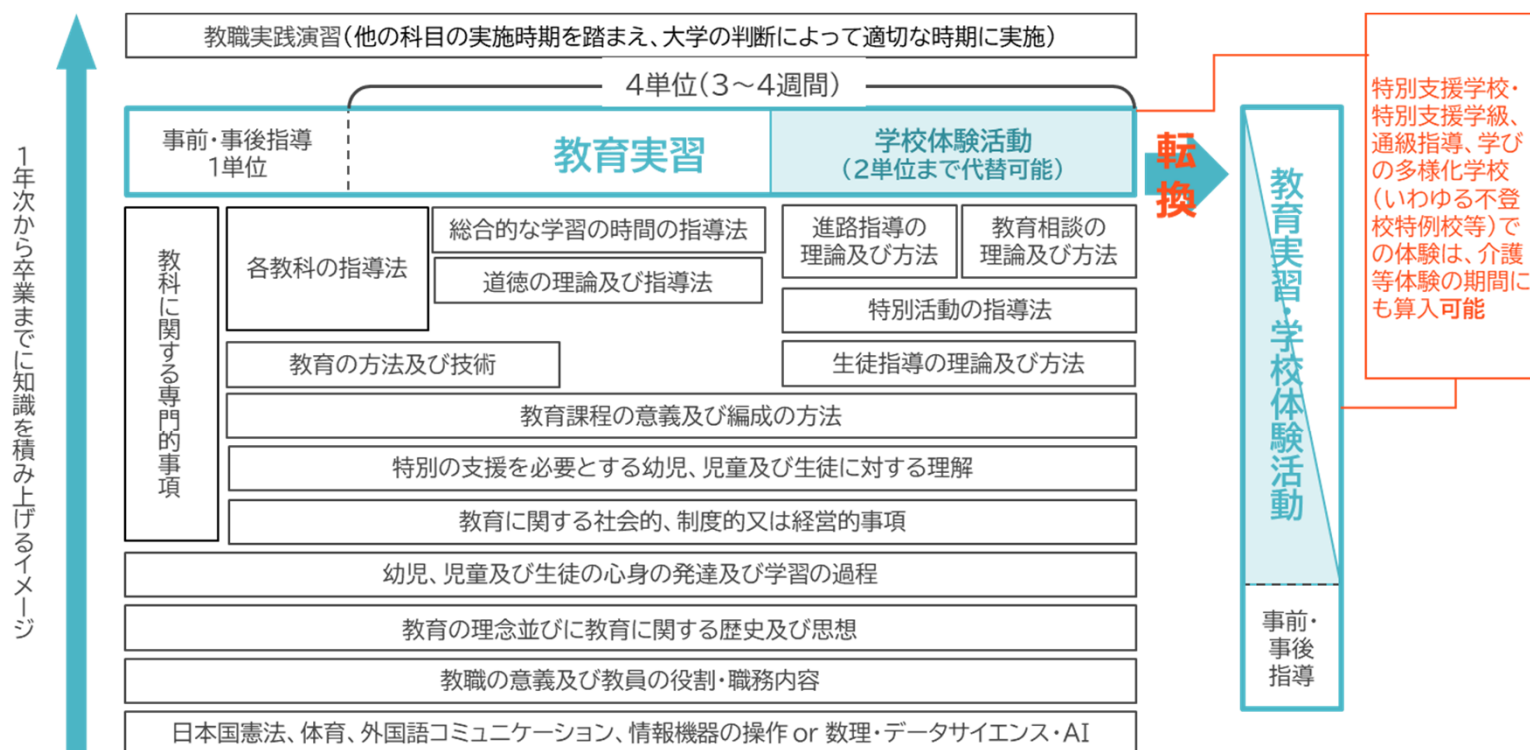 教職実践演習(他の科目の実施時期を踏まえ、大学の判断によって適切な時期に実施)
4単位(3～4週間)
事前・事後指導
1単位
教育実習
学校体験活動
(2単位まで代替可能)
転
換
教科に関する専門的事項
各教科の指導法
総合的な学習の時間の指導法
道徳の理論及び指導法
進路指導の
理論及び方法
教育相談の
理論及び方法
特別活動の指導法
教育の方法及び技術
生徒指導の理論及び方法
教育課程の意義及び編成の方法
特別の支援を必要とする幼児、児童及び生徒に対する理解
教育に関する社会的、制度的又は経営的事項
幼児、児童及び生徒の心身の発達及び学習の過程
教育の理念並びに教育に関する歴史及び思想
教職の意義及び教員の役割・職務内容
日本国憲法、体育、外国語コミュニケーション、情報機器の操作 or 数理・データサイエンス・AI
1年次から卒業までに知識を積み上げるイメージ
教育実習・学校体験活動
事前・
事後
指導
特別支援学校・
特別支援学級、
通級指導、学び
の多様化学校
(いわゆる不登
校特例校等)で
の体験は、介護
等体験の期間に
も算入可能